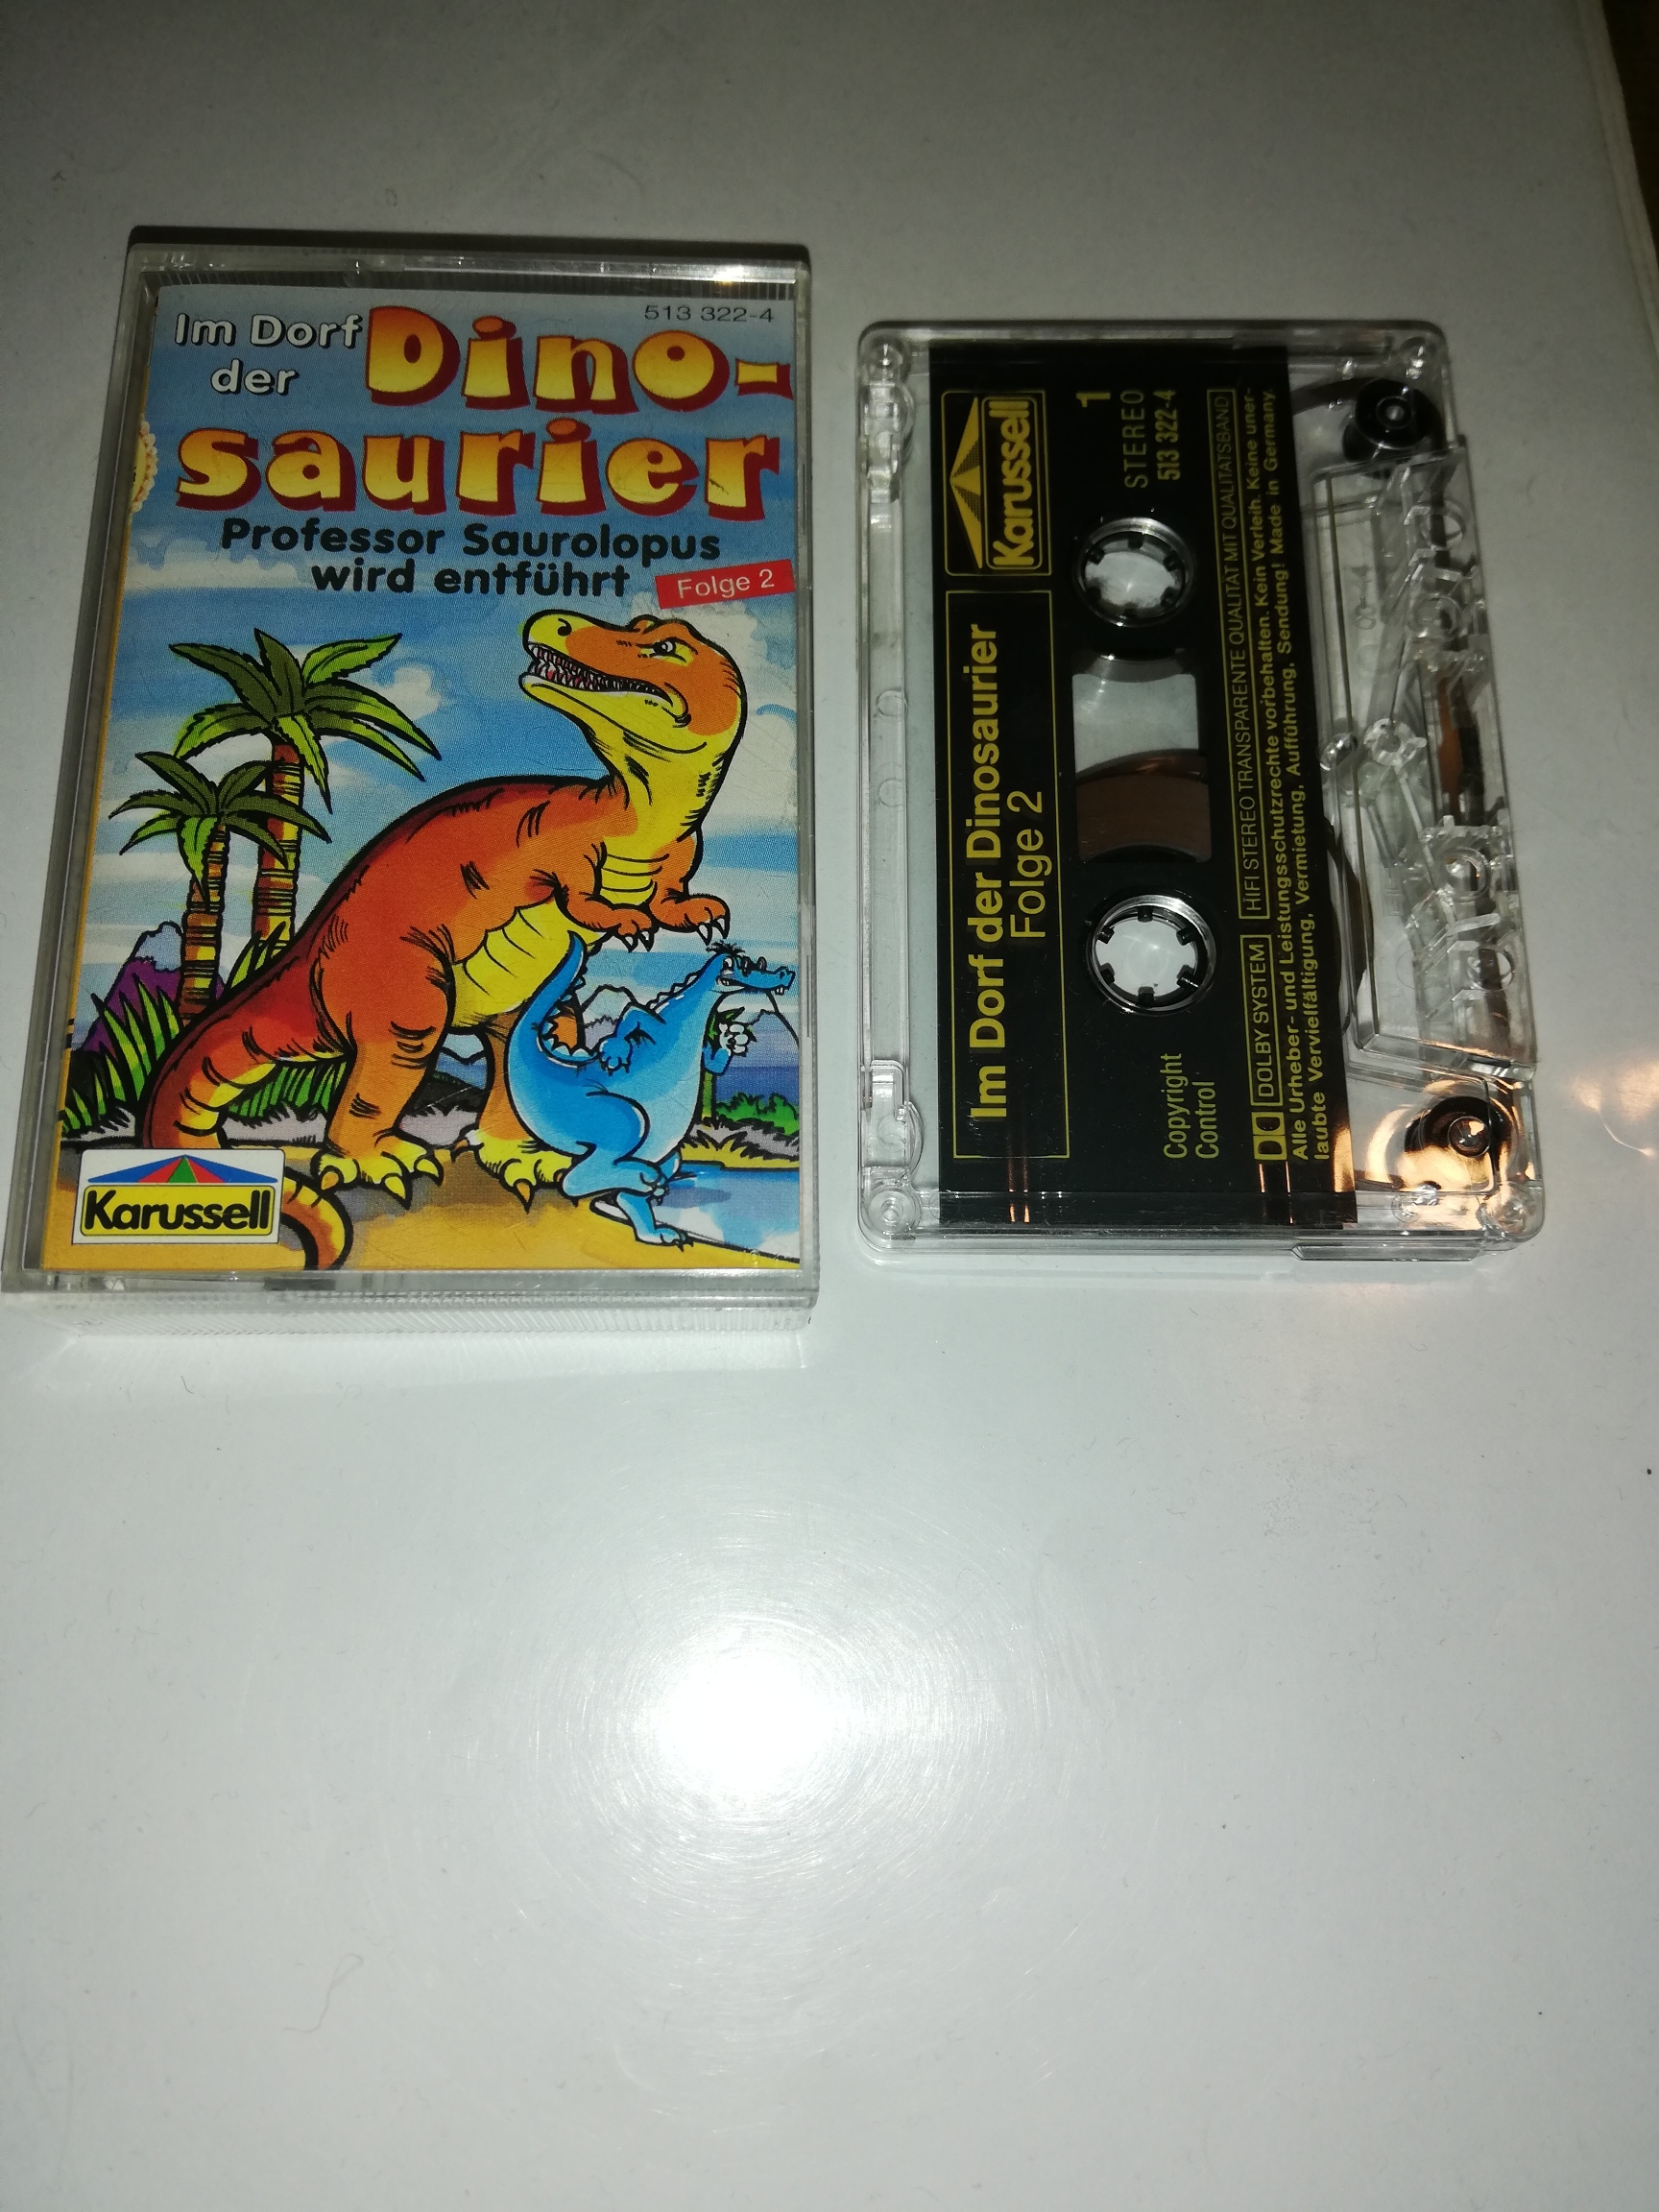 513 322-4
Im Dorf
der
Dino-
saurier
Professor Saurolopus
wird entführt
Folge 2
Karussell
Karussell
1
STEREO
513 322-4
Im Dorf der Dinosaurier
Folge 2
Copyright
Control
DOLBY SYSTEM
HIFI STEREO TRANSPARENTE QUALITÄT MIT QUALITÄTSBAND
Alle Urheber- und Leistungsschutzrechte vorbehalten. Kein Verleih. Keine uner-
laubte Vervielfältigung, Vermietung, Aufführung, Sendung! Made in Germany.